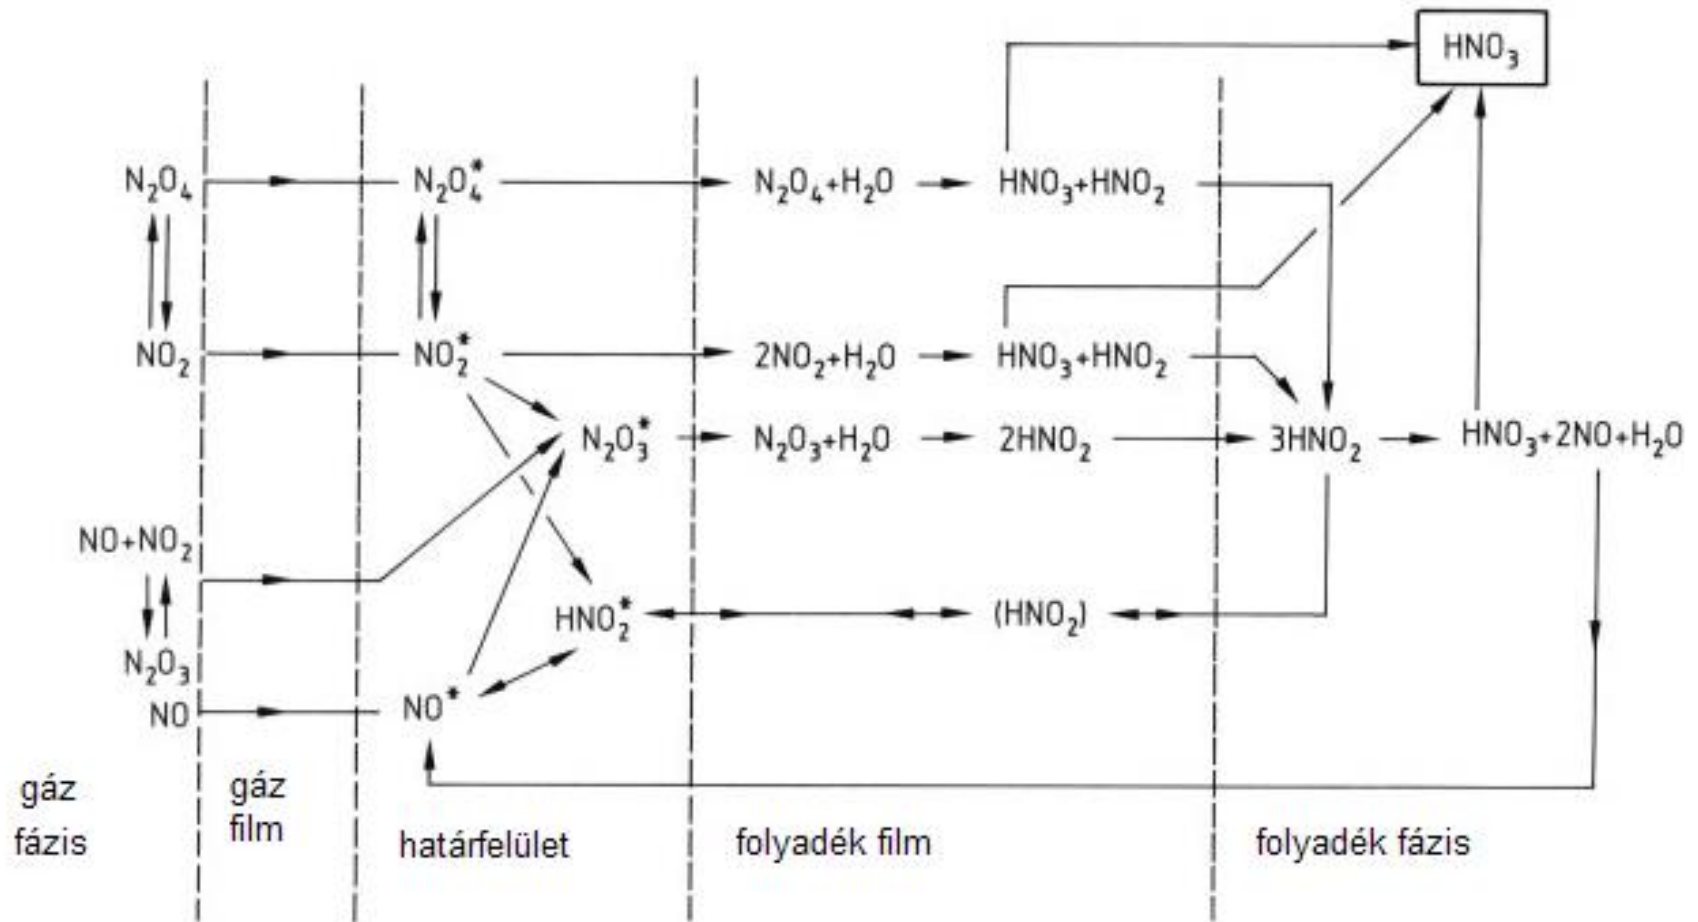 HNO₃
N₂O₄ N₂O₄* N₂O₄+H₂O HNO₃+HNO₂
NO₂ NO₂* 2NO₂+H₂O HNO₃+HNO₂
N₂O₃* N₂O₃+H₂O 2HNO₂ 3HNO₂ HNO₃+2NO+H₂O
NO+NO₂
HNO₂* (HNO₂)
N₂O₃
NO NO*
gáz fázis
gáz film
határfelület
folyadék film
folyadék fázis